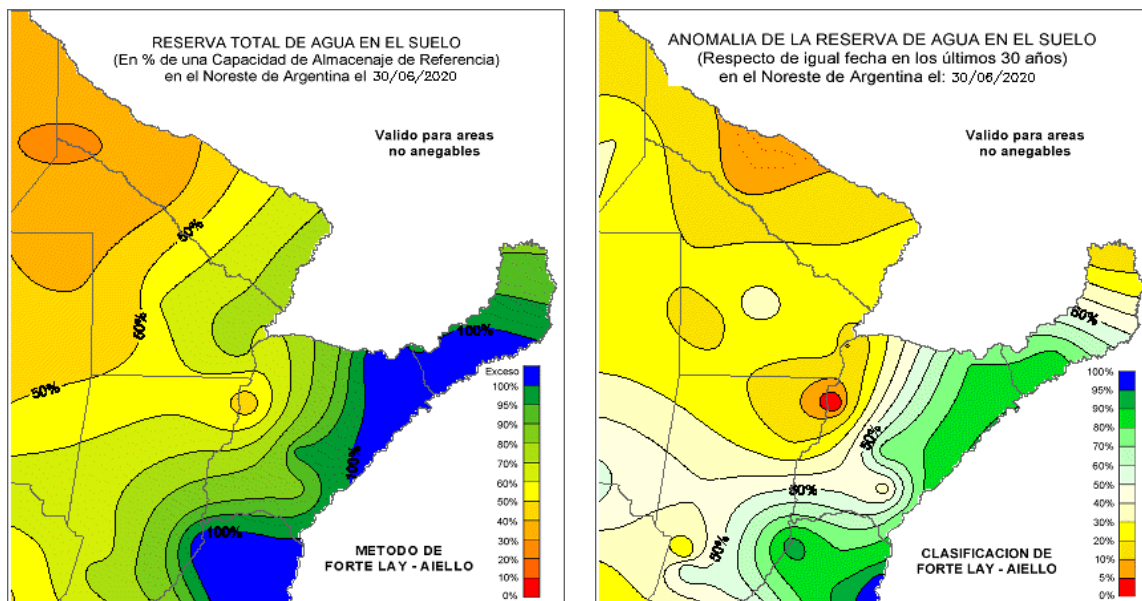 RESERVA TOTAL DE AGUA EN EL SUELO
(En % de una Capacidad de Almacenaje de Referencia)
en el Noreste de Argentina el 30/06/2020
Valido para areas
no anegables
50%
50%
50%
100%
100%
100%
Exceso
100%
95%
90%
80%
70%
60%
50%
40%
30%
20%
10%
0%
METODO DE
FORTE LAY - AIELLO
ANOMALIA DE LA RESERVA DE AGUA EN EL SUELO
(Respecto de igual fecha en los últimos 30 años)
en el Noreste de Argentina el: 30/06/2020
Valido para areas
no anegables
50%
50%
50%
50%
100%
95%
90%
80%
70%
60%
50%
40%
30%
20%
10%
5%
0%
CLASIFICACION DE
FORTE LAY - AIELLO